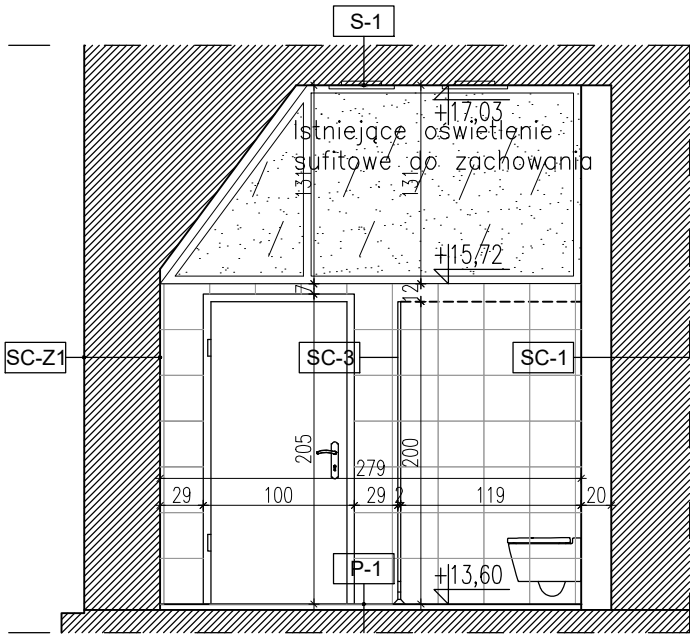 S-1
+17,03
Istniejące oświetlenie
sufitowe do zachowania
131
131
+15,72
7
12
SC-Z1
SC-3
SC-1
205
200
279
29
100
29
2
119
20
P-1
+13,60